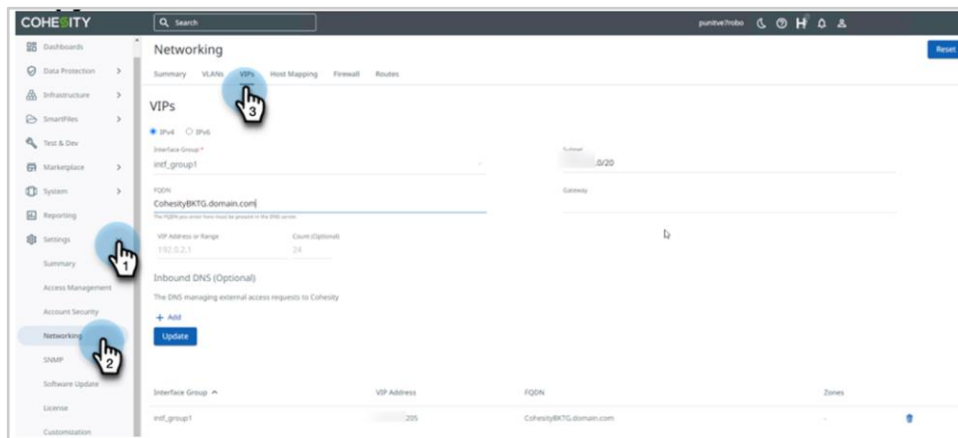 COHESITY
Search
punitve7robo
H
Dashboards
Networking
Reset
Data Protection
Summary VLANs VIPs Host Mapping Firewall Routes
Infrastructure
3
SmartFiles
VIPs
Test & Dev
IPv4 IPv6
Interface Group *
Subnet
Marketplace
intf_group1
.0/20
System
FQDN
Gateway
CohesityBKTG.domain.com
Reporting
The FQDN you enter here must be present in the DNS server
Settings
VIP Address or Range Count (Optional)
192.0.2.1 24
1
Summary
Inbound DNS (Optional)
Access Management
The DNS managing external access requests to Cohesity
Account Security
+ Add
Networking
Update
2
SNMP
Software Update
Interface Group VIP Address FQDN Zones
License
intf_group1 205 CohesityBKTG.domain.com -
Customization